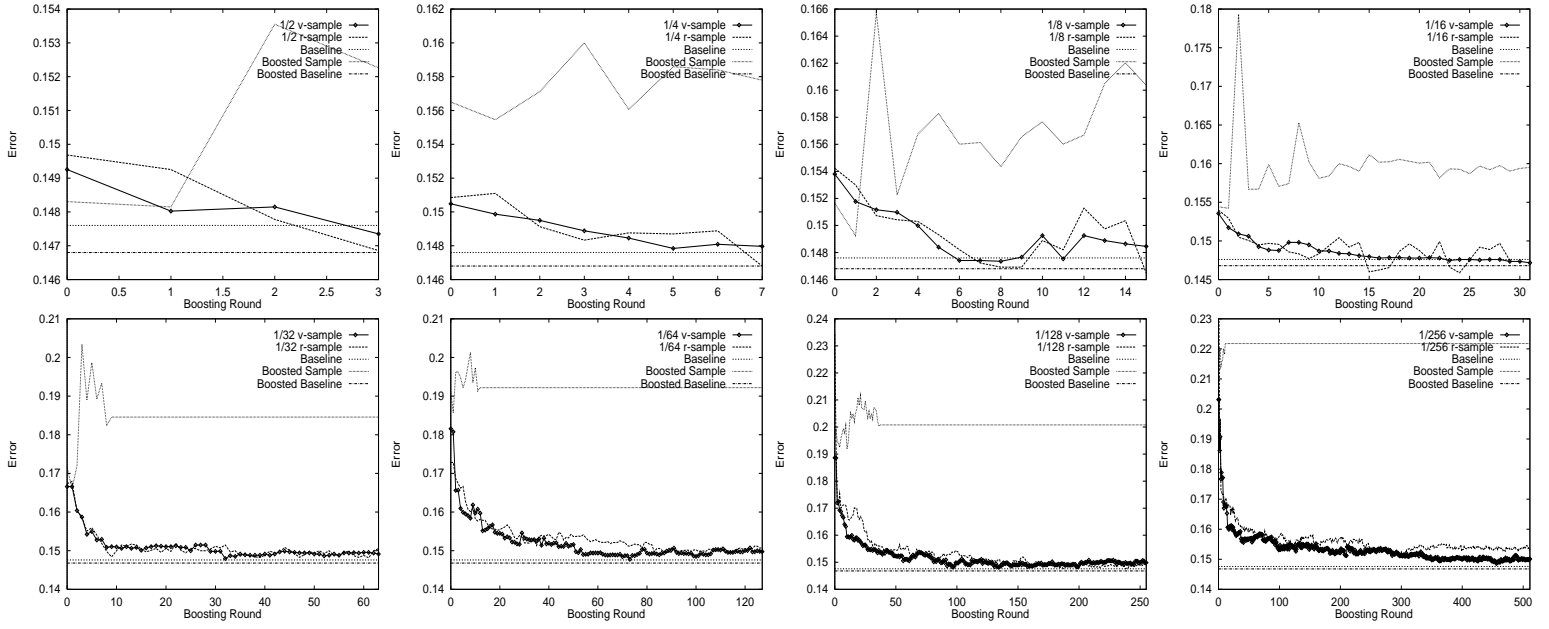 0.154
0.153
0.152
0.151
0.15
0.149
0.148
0.147
0.146
0 0.5 1 1.5 2 2.5 3
Error
Boosting Round
1/2 v-sample
1/2 r-sample
Baseline
Boosted Sample
Boosted Baseline
0.162
0.16
0.158
0.156
0.154
0.152
0.15
0.148
0.146
0 1 2 3 4 5 6 7
Error
Boosting Round
1/4 v-sample
1/4 r-sample
Baseline
Boosted Sample
Boosted Baseline
0.166
0.164
0.162
0.16
0.158
0.156
0.154
0.152
0.15
0.148
0.146
0 2 4 6 8 10 12 14
Error
Boosting Round
1/8 v-sample
1/8 r-sample
Baseline
Boosted Sample
Boosted Baseline
0.18
0.175
0.17
0.165
0.16
0.155
0.15
0.145
0 5 10 15 20 25 30
Error
Boosting Round
1/16 v-sample
1/16 r-sample
Baseline
Boosted Sample
Boosted Baseline
0.21
0.2
0.19
0.18
0.17
0.16
0.15
0.14
0 10 20 30 40 50 60
Error
Boosting Round
1/32 v-sample
1/32 r-sample
Baseline
Boosted Sample
Boosted Baseline
0.21
0.2
0.19
0.18
0.17
0.16
0.15
0.14
0 20 40 60 80 100 120
Error
Boosting Round
1/64 v-sample
1/64 r-sample
Baseline
Boosted Sample
Boosted Baseline
0.24
0.23
0.22
0.21
0.2
0.19
0.18
0.17
0.16
0.15
0.14
0 50 100 150 200 250
Error
Boosting Round
1/128 v-sample
1/128 r-sample
Baseline
Boosted Sample
Boosted Baseline
0.23
0.22
0.21
0.2
0.19
0.18
0.17
0.16
0.15
0.14
0 100 200 300 400 500
Error
Boosting Round
1/256 v-sample
1/256 r-sample
Baseline
Boosted Sample
Boosted Baseline